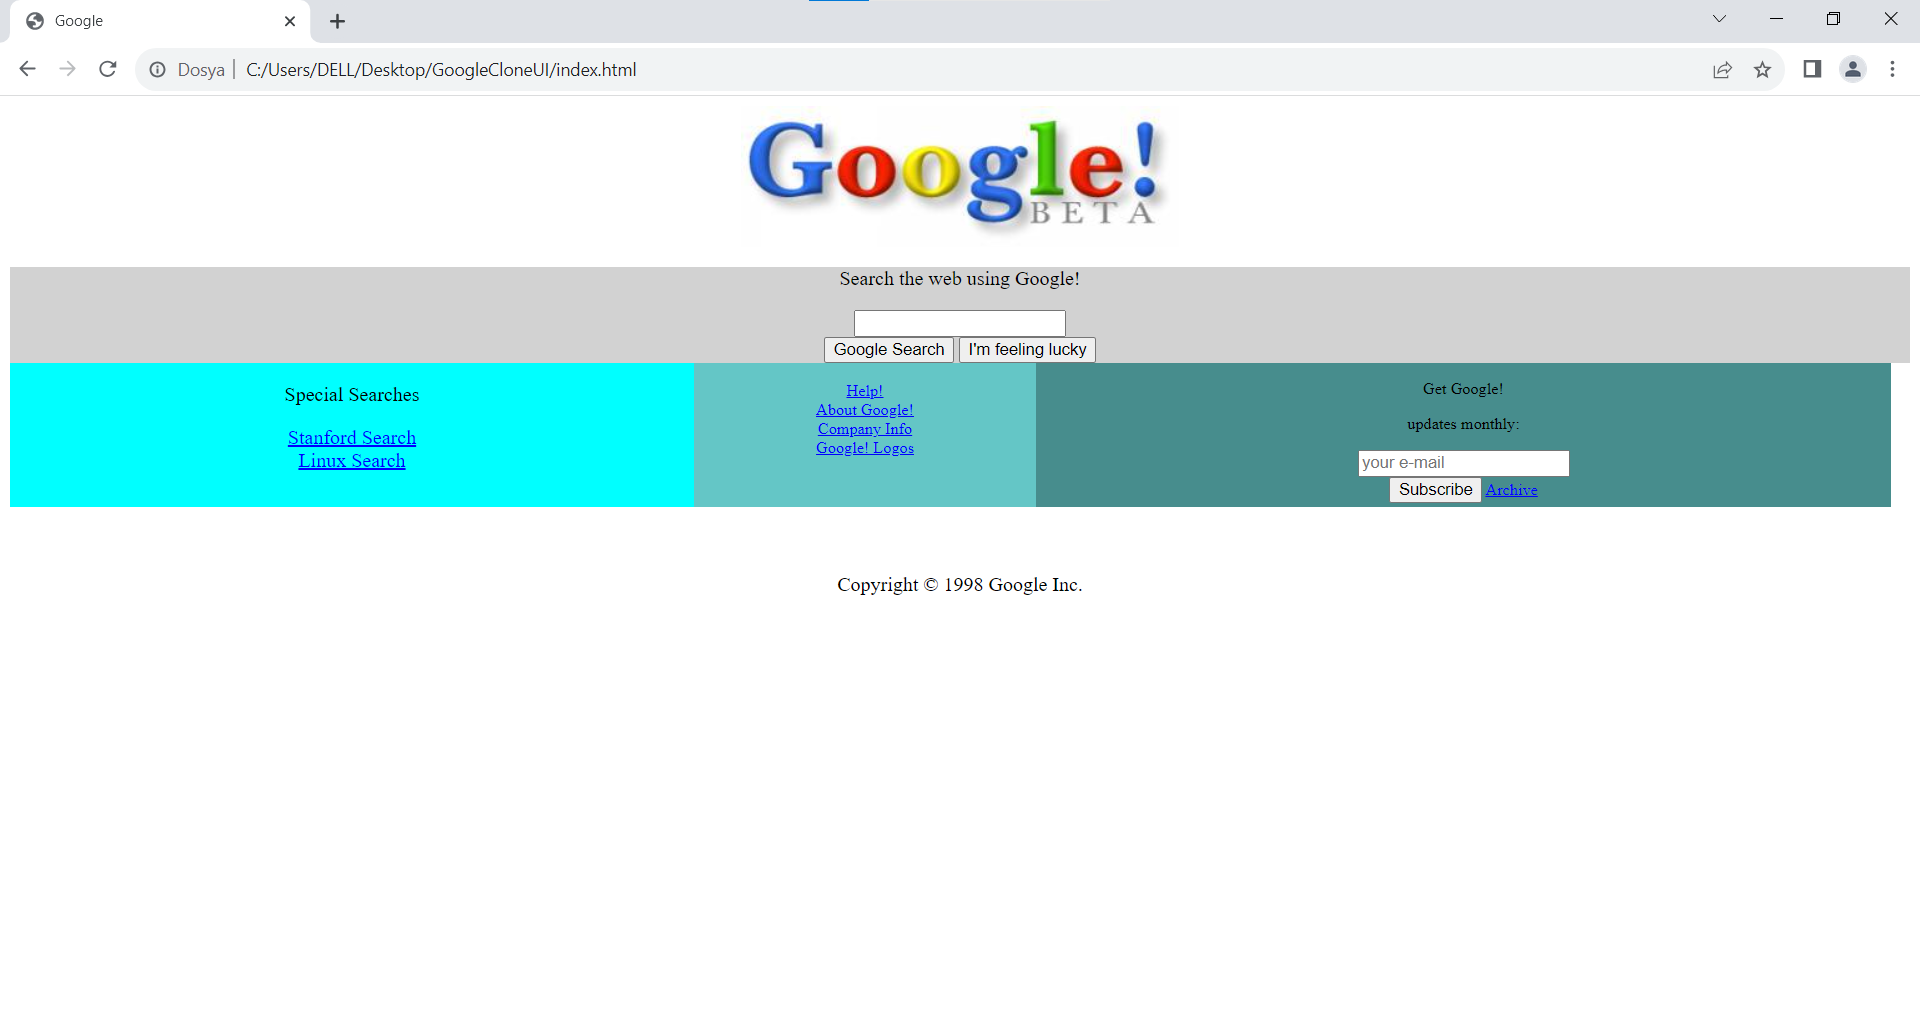 Google
Dosya | C:/Users/DELL/Desktop/GoogleCloneUI/index.html
Google!
BETA
Search the web using Google!
Google Search I'm feeling lucky
Special Searches
Stanford Search
Linux Search
Help!
About Google!
Company Info
Google! Logos
Get Google!
updates monthly:
your e-mail
Subscribe Archive
Copyright © 1998 Google Inc.